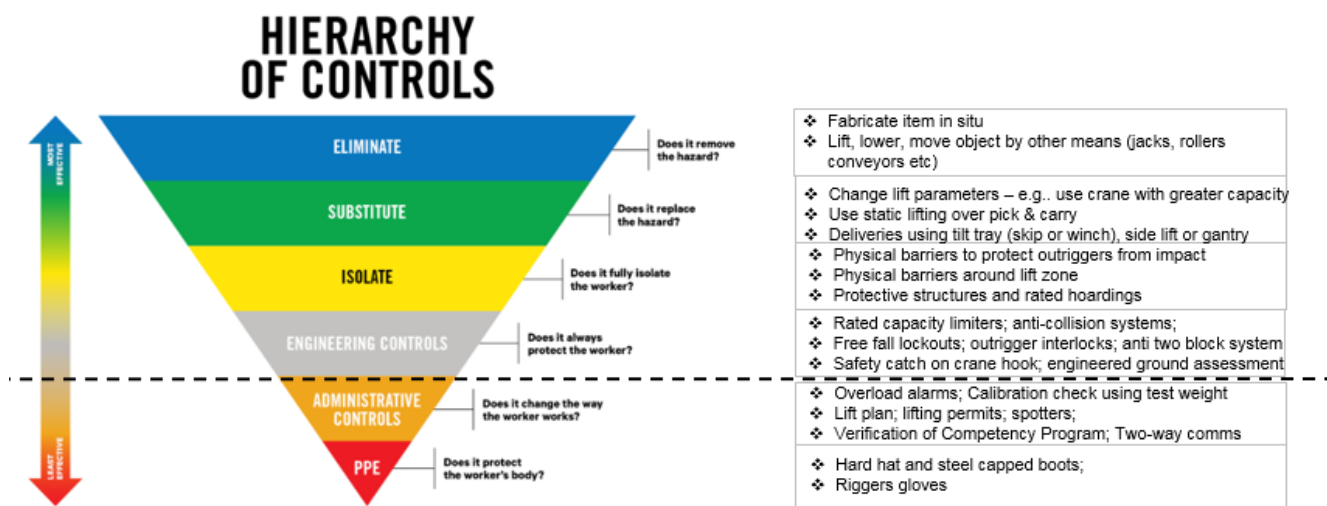 HIERARCHY
OF CONTROLS
MOST
EFFECTIVE
ELIMINATE
Does it remove
the hazard?
❖ Fabricate item in situ
❖ Lift, lower, move object by other means (jacks, rollers
conveyors etc)
SUBSTITUTE
Does it replace
the hazard?
❖ Change lift parameters – e.g.. use crane with greater capacity
❖ Use static lifting over pick & carry
❖ Deliveries using tilt tray (skip or winch), side lift or gantry
ISOLATE
Does it fully isolate
the worker?
❖ Physical barriers to protect outriggers from impact
❖ Physical barriers around lift zone
❖ Protective structures and rated hoardings
ENGINEERING CONTROLS
Does it always
protect the worker?
❖ Rated capacity limiters; anti-collision systems;
❖ Free fall lockouts; outrigger interlocks; anti two block system
❖ Safety catch on crane hook; engineered ground assessment
ADMINISTRATIVE
CONTROLS
Does it change the way
the worker works?
❖ Overload alarms; Calibration check using test weight
❖ Lift plan; lifting permits; spotters;
❖ Verification of Competency Program; Two-way comms
LEAST
EFFECTIVE
PPE
Does it protect
the worker's body?
❖ Hard hat and steel capped boots;
❖ Riggers gloves